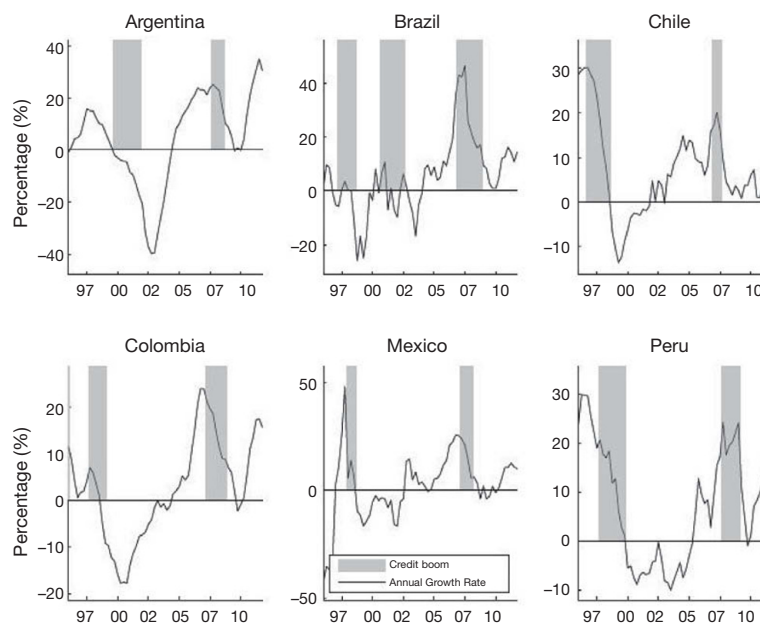 Argentina
Brazil
Chile
Percentage (%)
40
20
0
−20
−40
97 00 02 05 07 10
40
20
0
−20
97 00 02 05 07 10
30
20
10
0
−10
97 00 02 05 07 10
Colombia
Mexico
Peru
Percentage (%)
20
10
0
−10
−20
97 00 02 05 07 10
50
0
−50
Credit boom
Annual Growth Rate
97 00 02 05 07 10
30
20
10
0
−10
97 00 02 05 07 10